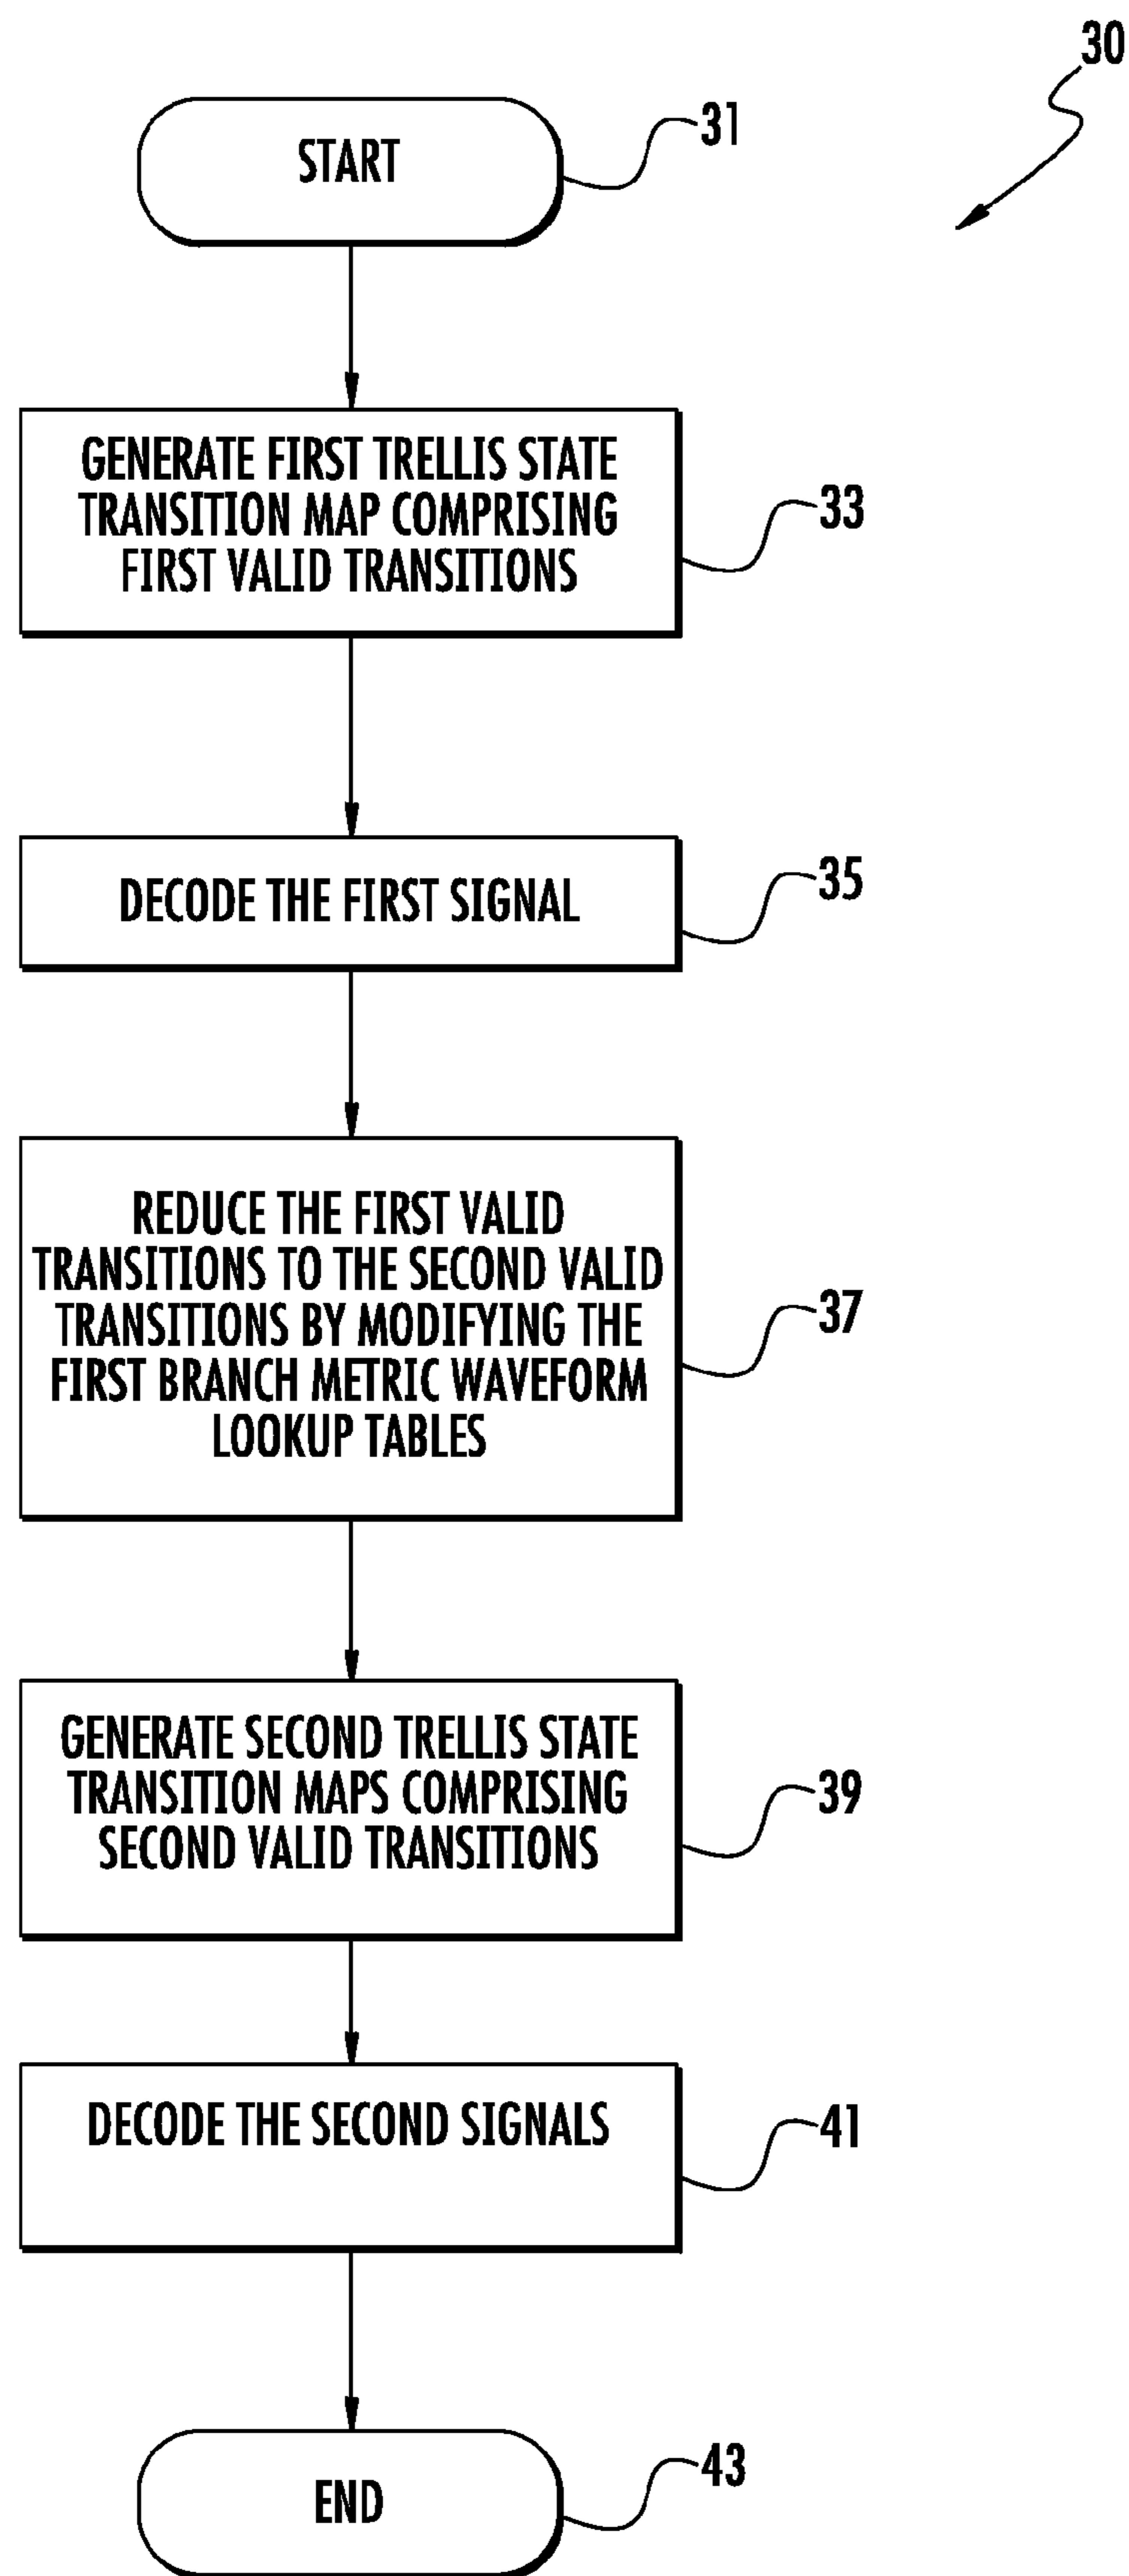 30
START
31
GENERATE FIRST TRELLIS STATE
TRANSITION MAP COMPRISING
FIRST VALID TRANSITIONS
33
DECODE THE FIRST SIGNAL
35
REDUCE THE FIRST VALID
TRANSITIONS TO THE SECOND VALID
TRANSITIONS BY MODIFYING THE
FIRST BRANCH METRIC WAVEFORM
LOOKUP TABLES
37
GENERATE SECOND TRELLIS STATE
TRANSITION MAPS COMPRISING
SECOND VALID TRANSITIONS
39
DECODE THE SECOND SIGNALS
41
END
43